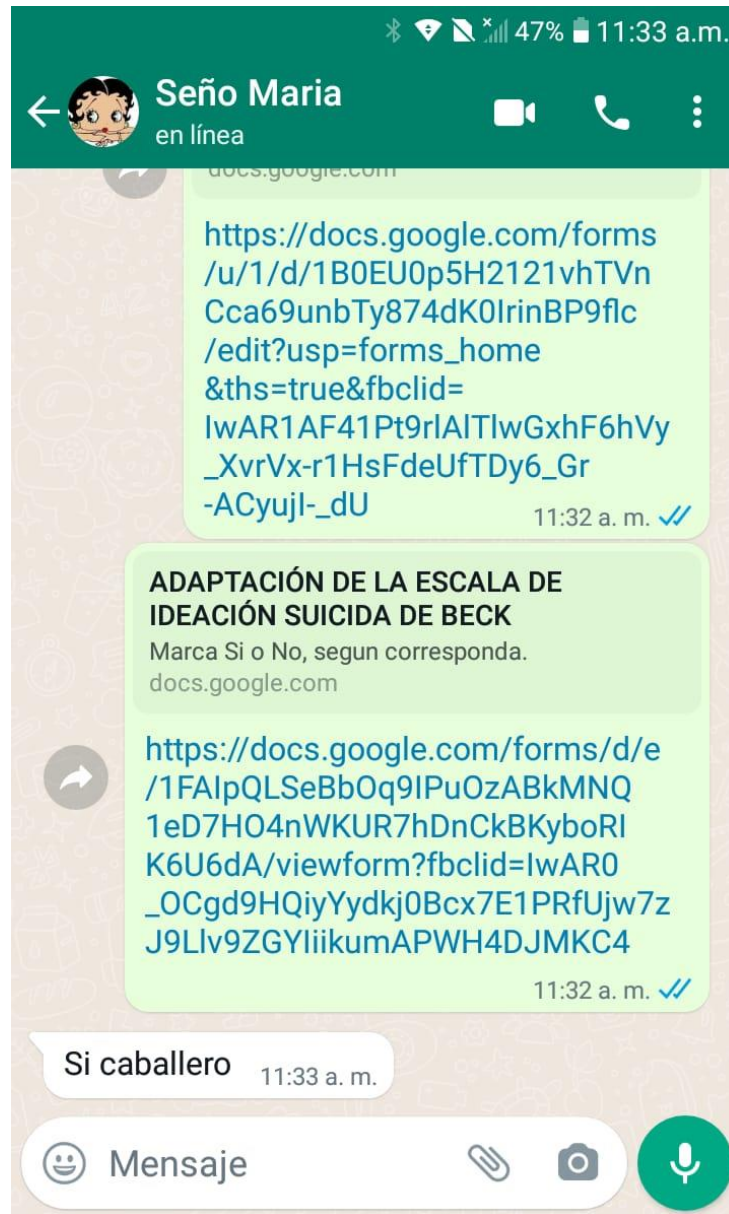 47% 11:33 a.m.
Seño Maria
en línea
docs.google.com
https://docs.google.com/forms
/u/1/d/1B0EU0p5H2121vhTVn
Cca69unbTy874dK0IrinBP9flc
/edit?usp=forms_home
&ths=true&fbclid=
IwAR1AF41Pt9rlAlTlwGxhF6hVy
_XvrVx-r1HsFdeUfTDy6_Gr
-ACyujI-_dU
11:32 a. m.
ADAPTACIÓN DE LA ESCALA DE
IDEACIÓN SUICIDA DE BECK
Marca Si o No, segun corresponda.
docs.google.com
https://docs.google.com/forms/d/e
/1FAIpQLSeBbOq9IPuOzABkMNQ
1eD7HO4nWKUR7hDnCkBKyboRI
K6U6dA/viewform?fbclid=IwAR0
_OCgd9HQiyYydkj0Bcx7E1PRfUjw7z
J9Llv9ZGYIiikumAPWH4DJMKC4
11:32 a. m.
Si caballero 11:33 a. m.
Mensaje